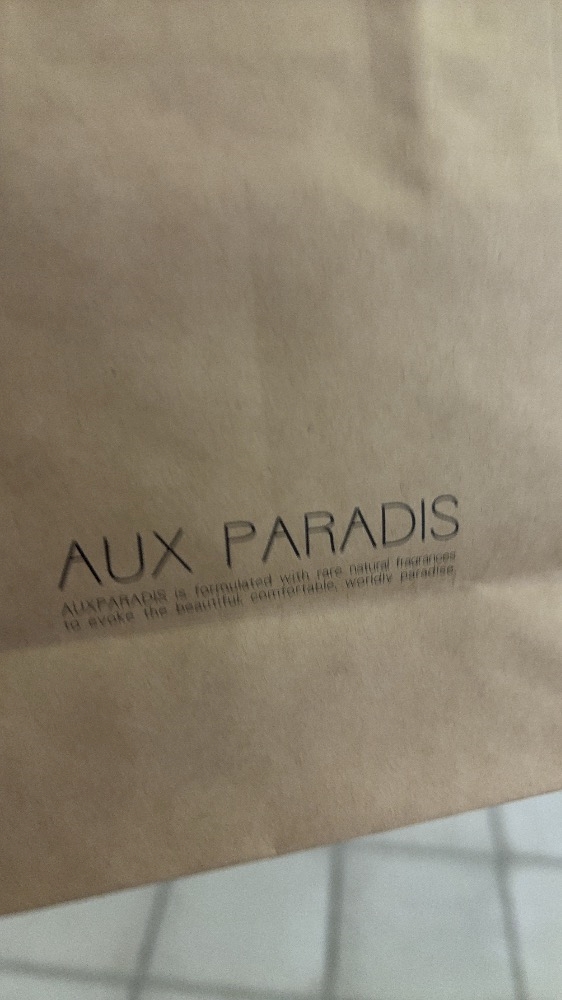 AUX PARADIS
AUXPARADIS is formulated with rare natural fragrances
to evoke the beautiful, comfortable, worldly paradise.